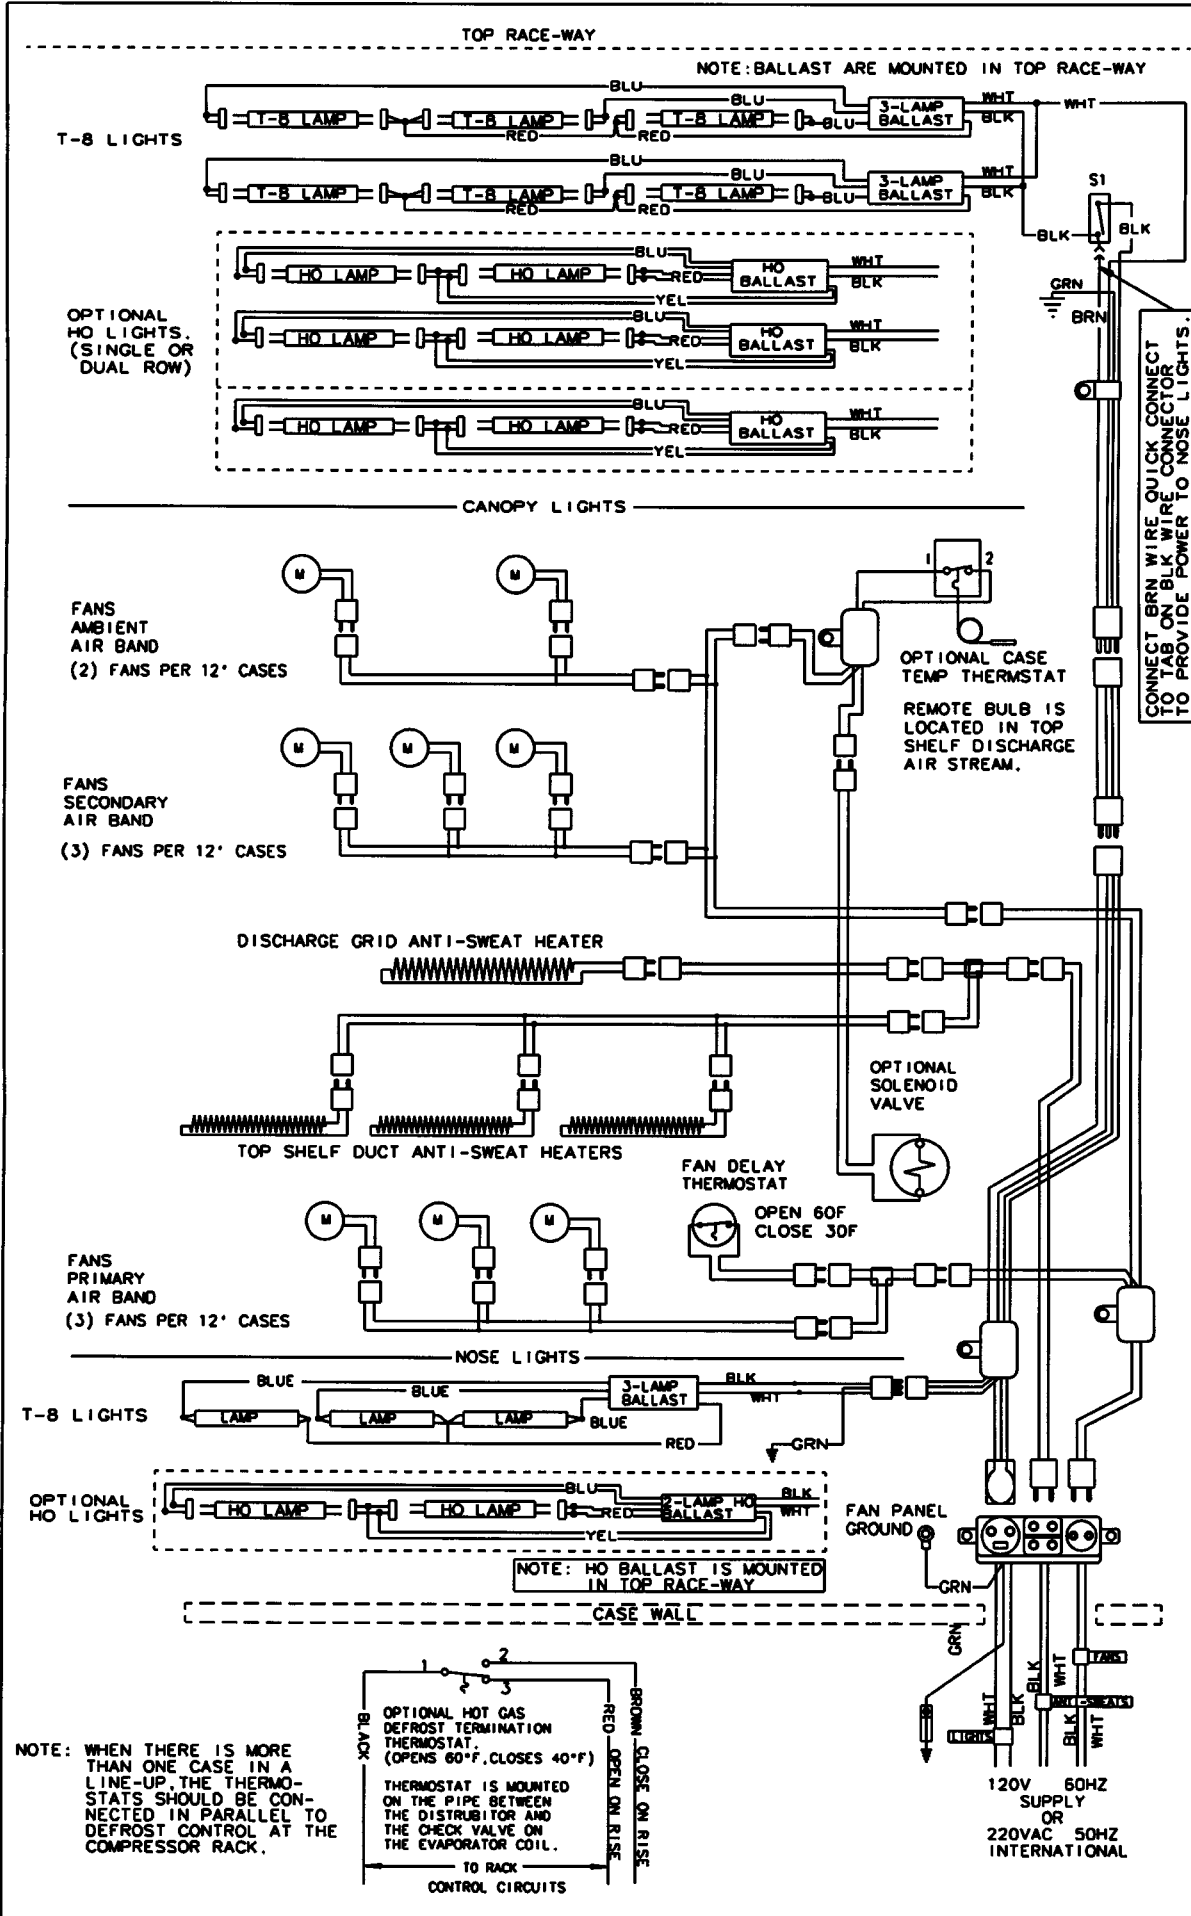 TOP RACE-WAY
NOTE:BALLAST ARE MOUNTED IN TOP RACE-WAY
T-8 LIGHTS
BLU
BLU
T-8 LAMP
T-8 LAMP
T-8 LAMP
RED
RED
BLU
3-LAMP
BALLAST
WHT
BLK
WHT
BLU
BLU
T-8 LAMP
T-8 LAMP
T-8 LAMP
RED
RED
BLU
3-LAMP
BALLAST
WHT
BLK
S1
BLK
BLK
GRN
BRN
OPTIONAL
HO LIGHTS.
(SINGLE OR
DUAL ROW)
BLU
HO LAMP
HO LAMP
RED
YEL
HO
BALLAST
WHT
BLK
BLU
HO LAMP
HO LAMP
RED
YEL
HO
BALLAST
WHT
BLK
BLU
HO LAMP
HO LAMP
RED
YEL
HO
BALLAST
WHT
BLK
CONNECT BRN WIRE QUICK CONNECT
TO TAB ON BLK WIRE CONNECTOR
TO PROVIDE POWER TO NOSE LIGHTS.
CANOPY LIGHTS
M
M
FANS
AMBIENT
AIR BAND
(2) FANS PER 12' CASES
1
2
OPTIONAL CASE
TEMP THERMSTAT
REMOTE BULB IS
LOCATED IN TOP
SHELF DISCHARGE
AIR STREAM.
M
M
M
FANS
SECONDARY
AIR BAND
(3) FANS PER 12' CASES
DISCHARGE GRID ANTI-SWEAT HEATER
OPTIONAL
SOLENOID
VALVE
TOP SHELF DUCT ANTI-SWEAT HEATERS
FAN DELAY
THERMOSTAT
OPEN 60F
CLOSE 30F
M
M
M
FANS
PRIMARY
AIR BAND
(3) FANS PER 12' CASES
NOSE LIGHTS
T-8 LIGHTS
BLUE
BLUE
LAMP
LAMP
LAMP
BLUE
RED
3-LAMP
BALLAST
BLK
WHT
GRN
OPTIONAL
HO LIGHTS
BLU
HO LAMP
HO LAMP
RED
YEL
2-LAMP HO
BALLAST
BLK
WHT
FAN PANEL
GROUND
GRN
NOTE: HO BALLAST IS MOUNTED
IN TOP RACE-WAY
CASE WALL
GRN
WHT
BLK
BLK
WHT
BLK
WHT
FANS
ANTI-SWEATS
LIGHTS
120V 60HZ
SUPPLY
OR
220VAC 50HZ
INTERNATIONAL
1
2
3
BLACK
RED OPEN ON RISE
BROWN CLOSE ON RISE
OPTIONAL HOT GAS
DEFROST TERMINATION
THERMOSTAT.
(OPENS 60°F,CLOSES 40°F)
THERMOSTAT IS MOUNTED
ON THE PIPE BETWEEN
THE DISTRUBITOR AND
THE CHECK VALVE ON
THE EVAPORATOR COIL.
TO RACK
CONTROL CIRCUITS
NOTE: WHEN THERE IS MORE
THAN ONE CASE IN A
LINE-UP,THE THERMO-
STATS SHOULD BE CON-
NECTED IN PARALLEL TO
DEFROST CONTROL AT THE
COMPRESSOR RACK.